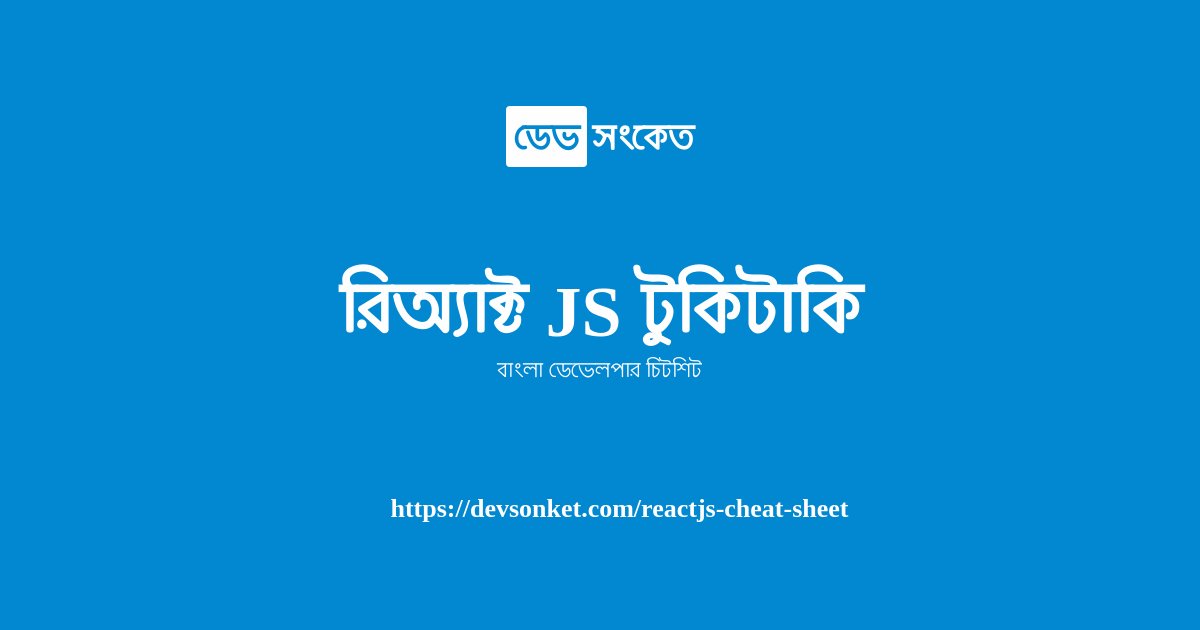 ডেভ সংকেত
রিঅ্যাক্ট JS টুকিটাকি
বাংলা ডেভেলপার চিটশিট
https://devsonket.com/reactjs-cheat-sheet